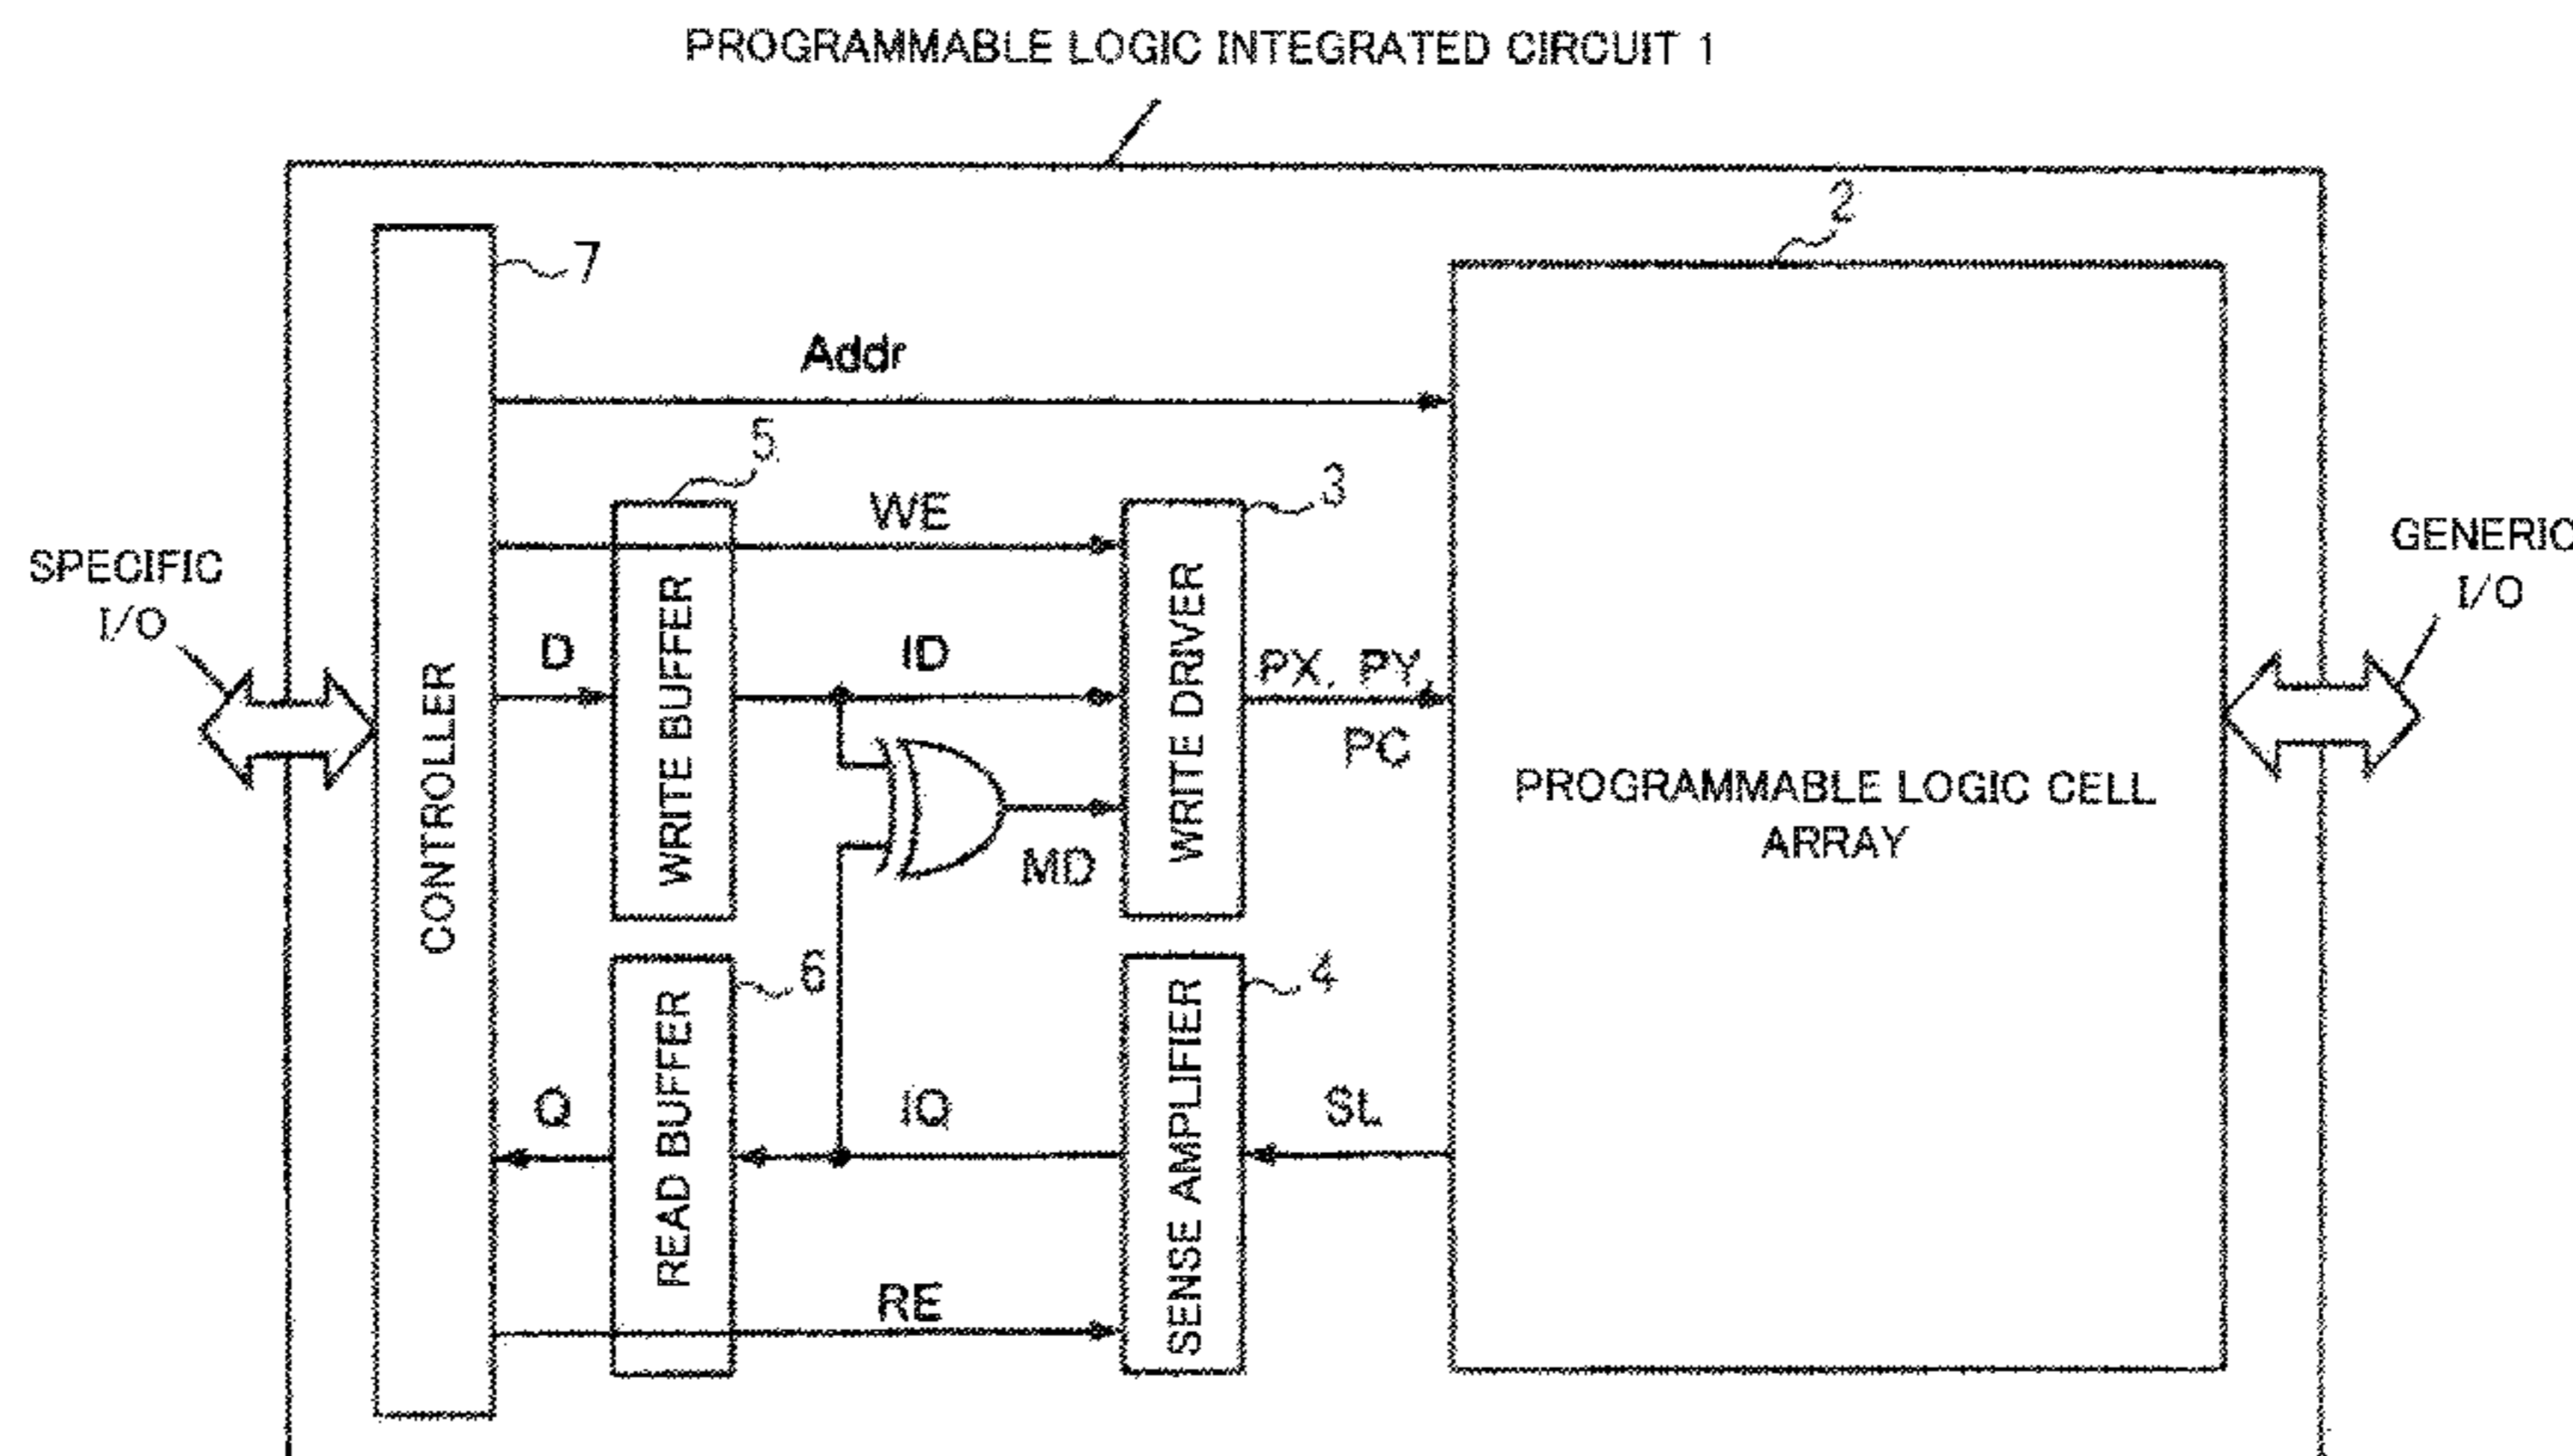 PROGRAMMABLE LOGIC INTEGRATED CIRCUIT 1
2
7
Addr
5
WE
3
SPECIFIC
I/O
GENERIC
I/O
CONTROLLER
D
WRITE BUFFER
ID
WRITE DRIVER
PX, PY,
PC
MD
PROGRAMMABLE LOGIC CELL
ARRAY
6
4
Q
READ BUFFER
IQ
SENSE AMPLIFIER
SL
RE